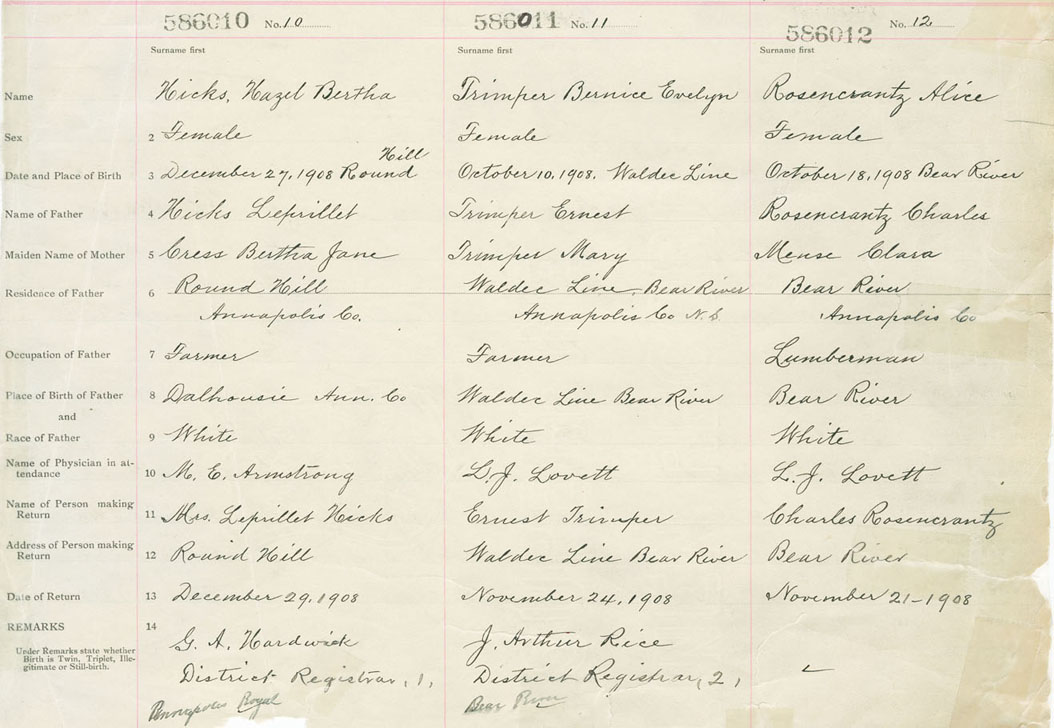 586010 No. 10 586011 No. 11 586012 No. 12
Surname first Surname first Surname first
Name Hicks, Hazel Bertha Trimper Bernice Evelyn Rosencrantz Alice
Sex 2 Female Female Female
Hill
Date and Place of Birth 3 December 27, 1908 Round October 10, 1908. Waldec Line October 18, 1908 Bear River
Name of Father 4 Hicks Leprillet Trimper Ernest Rosencrantz Charles
Maiden Name of Mother 5 Cress Bertha Jane Trimper Mary Meuse Clara
Residence of Father 6 Round Hill Waldec Line, Bear River Bear River
Annapolis Co. Annapolis Co N.S. Annapolis Co
Occupation of Father 7 Farmer Farmer Lumberman
Place of Birth of Father 8 Dalhousie Ann. Co Waldec Line Bear River Bear River
and
Race of Father 9 White White White
Name of Physician in at-
tendance 10 M. E. Armstrong L. J. Lovett L. J. Lovett
Name of Person making
Return 11 Mrs. Leprillet Hicks Ernest Trimper Charles Rosencrantz
Address of Person making
Return 12 Round Hill Waldec Line Bear River Bear River
Date of Return 13 December 29, 1908 November 24, 1908 November 21-1908
REMARKS 14 G. A. Hardwick J. Arthur Rice
Under Remarks state whether
Birth is Twin, Triplet, Ille-
gitimate or Still-birth.
District Registrar, 1, District Registrar, 2,
Annapolis Royal Bear River